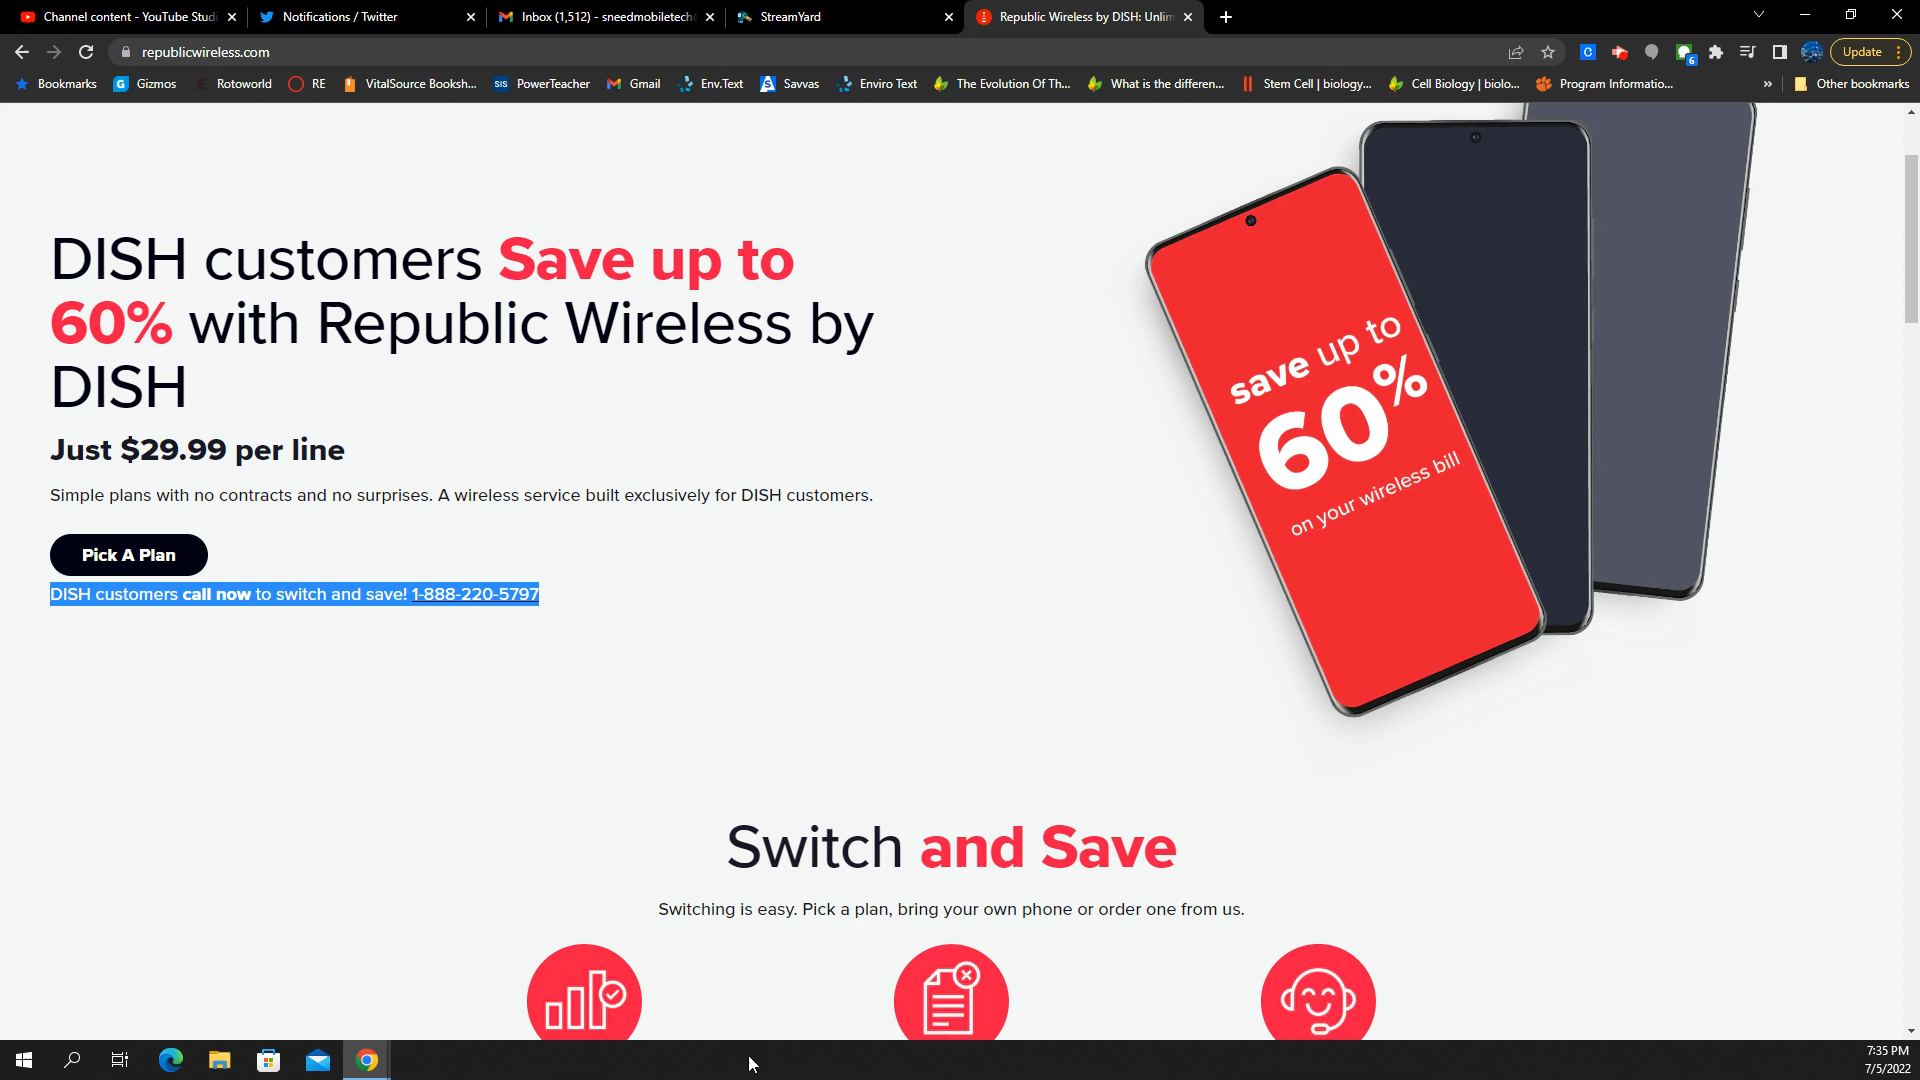 Channel content - YouTube Studi
Notifications / Twitter
Inbox (1,512) - sneedmobiletech
StreamYard
Republic Wireless by DISH: Unlim
republicwireless.com
C
6
Update
Bookmarks
G Gizmos
Rotoworld
RE
VitalSource Booksh...
SIS PowerTeacher
Gmail
Env.Text
Savvas
Enviro Text
The Evolution Of Th...
What is the differen...
Stem Cell | biology...
Cell Biology | biolo...
Program Informatio...
»
Other bookmarks
DISH customers Save up to
60% with Republic Wireless by
DISH
Just $29.99 per line
Simple plans with no contracts and no surprises. A wireless service built exclusively for DISH customers.
Pick A Plan
DISH customers call now to switch and save! 1-888-220-5797
save up to
60%
on your wireless bill
Switch and Save
Switching is easy. Pick a plan, bring your own phone or order one from us.
7:35 PM
7/5/2022